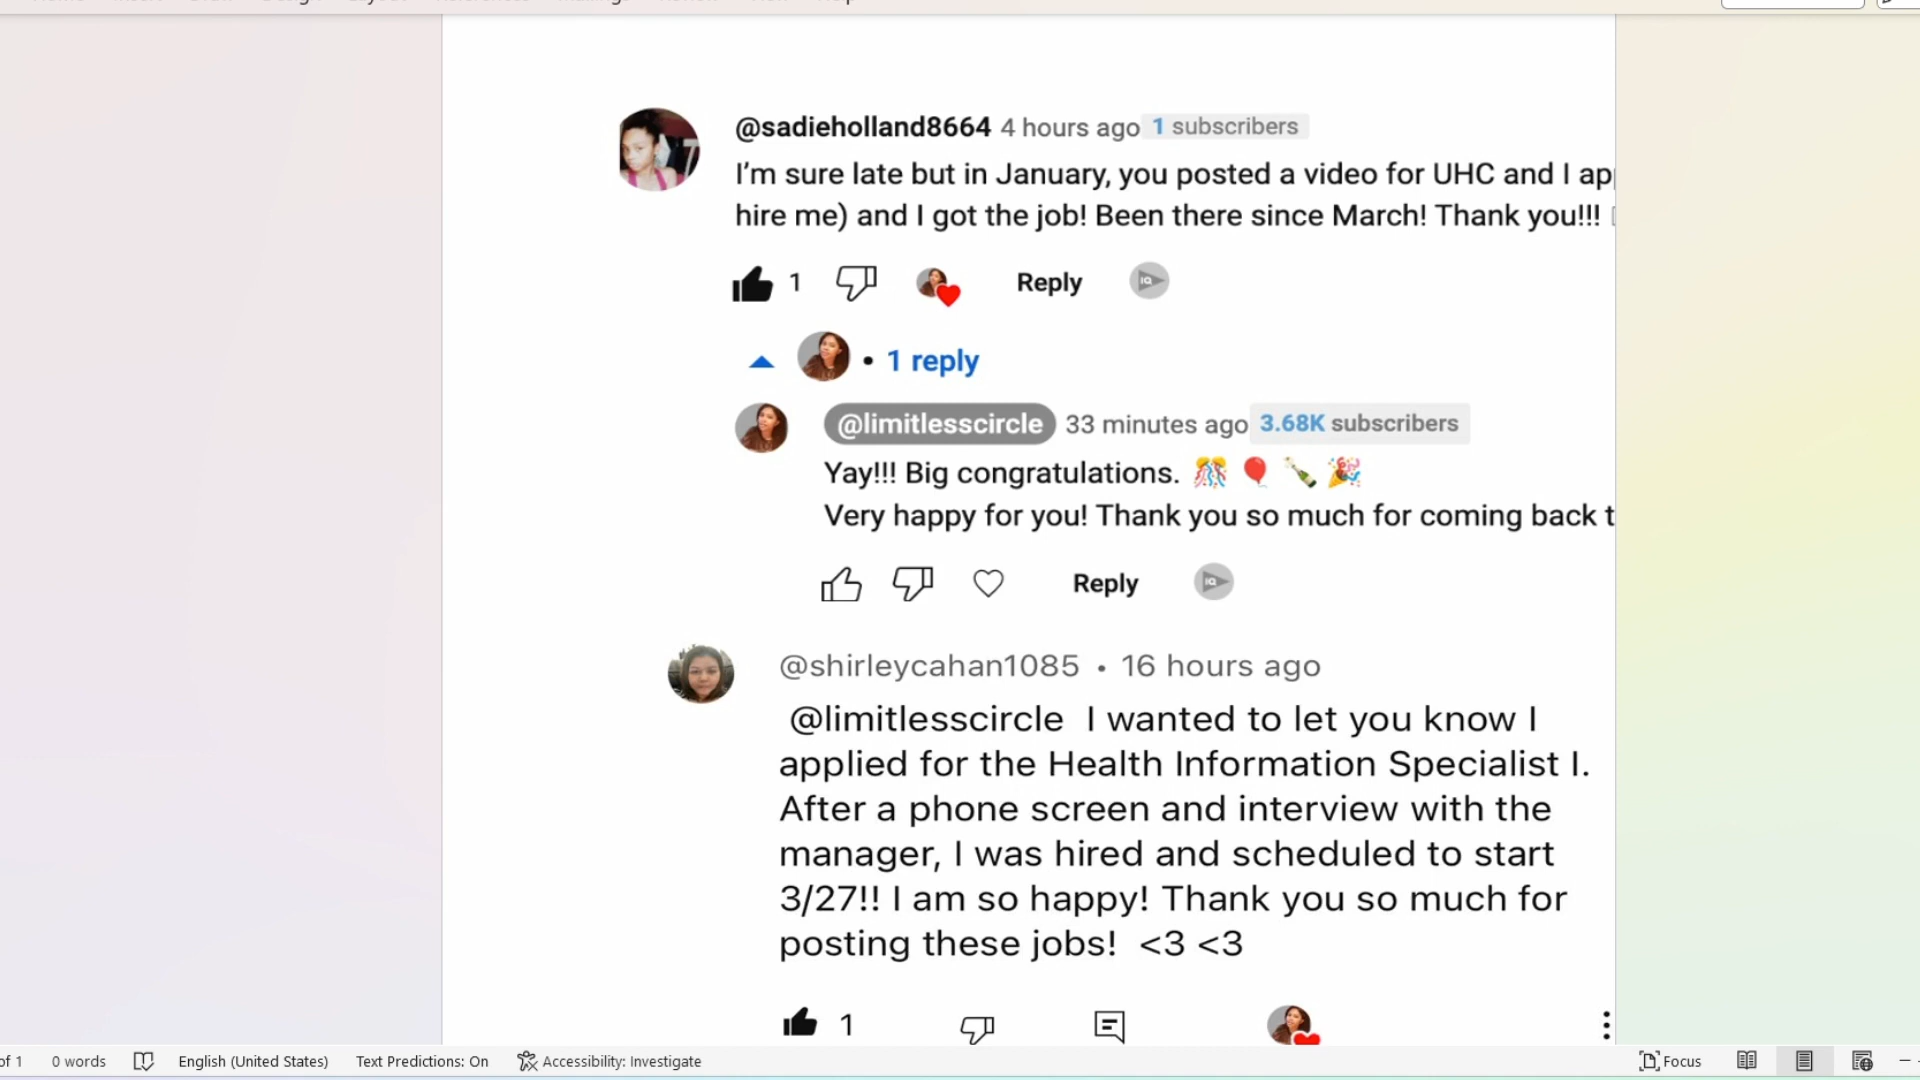 @sadieholland8664 4 hours ago 1 subscribers
I'm sure late but in January, you posted a video for UHC and I
hire me) and I got the job! Been there since March! Thank you!!!
1 Reply IQ
• 1 reply
@limitlesscircle 33 minutes ago 3.68K subscribers
Yay!!! Big congratulations. 🎊 🎈 🍾 🎉
Very happy for you! Thank you so much for coming back
Reply IQ
@shirleycahan1085 • 16 hours ago
@limitlesscircle I wanted to let you know I
applied for the Health Information Specialist I.
After a phone screen and interview with the
manager, I was hired and scheduled to start
3/27!! I am so happy! Thank you so much for
posting these jobs! <3 <3
1
of 1 0 words English (United States) Text Predictions: On Accessibility: Investigate Focus